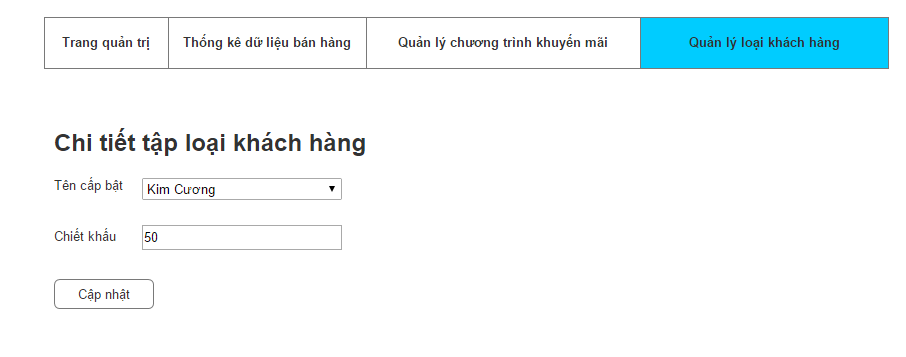 Trang quản trị Thống kê dữ liệu bán hàng Quản lý chương trình khuyến mãi Quản lý loại khách hàng
Chi tiết tập loại khách hàng
Tên cấp bật Kim Cương
Chiết khấu 50
Cập nhật